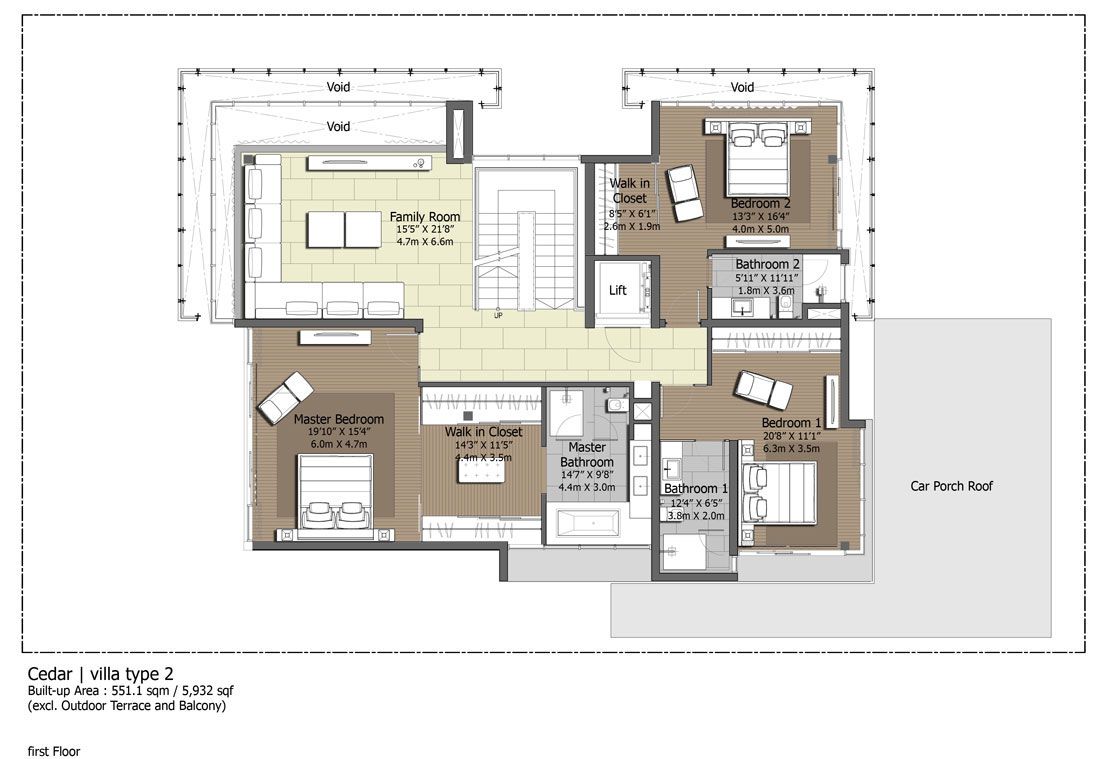 Void
Void
Void
Family Room
15'5" X 21'8"
4.7m X 6.6m
UP
Lift
Walk in
Closet
8'5" X 6'1"
2.6m X 1.9m
Bedroom 2
13'3" X 16'4"
4.0m X 5.0m
Bathroom 2
5'11" X 11'11"
1.8m X 3.6m
Master Bedroom
19'10" X 15'4"
6.0m X 4.7m
Walk in Closet
14'3" X 11'5"
4.4m X 3.5m
Master
Bathroom
14'7" X 9'8"
4.4m X 3.0m
Bathroom 1
12'4" X 6'5"
3.8m X 2.0m
Bedroom 1
20'8" X 11'1"
6.3m X 3.5m
Car Porch Roof
Cedar | villa type 2
Built-up Area : 551.1 sqm / 5,932 sqf
(excl. Outdoor Terrace and Balcony)
first Floor